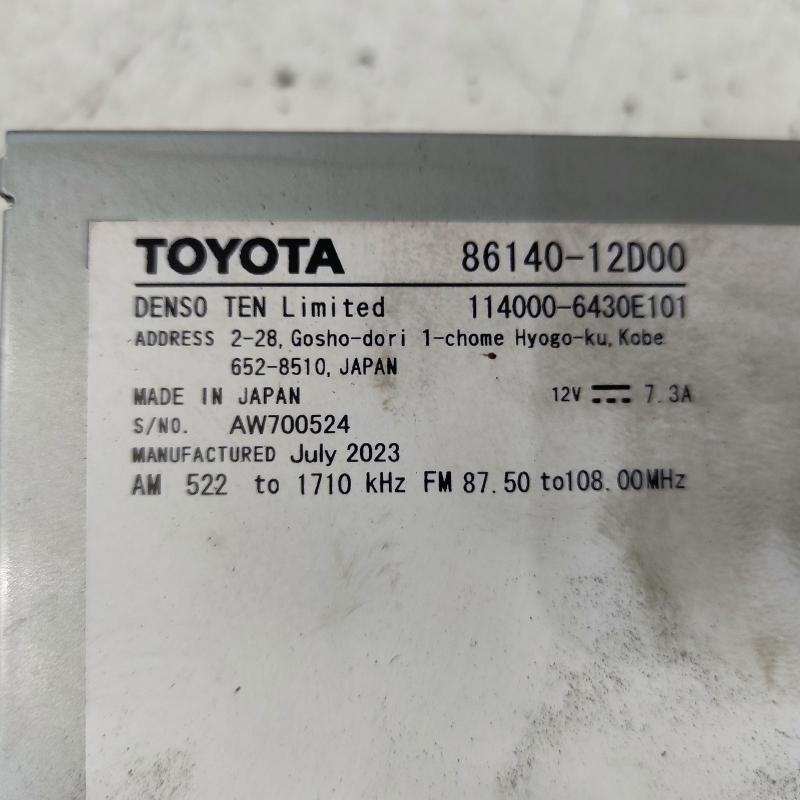 TOYOTA 86140-12D00
DENSO TEN Limited 114000-6430E101
ADDRESS 2-28, Gosho-dori 1-chome Hyogo-ku, Kobe
652-8510, JAPAN
MADE IN JAPAN 12V ⎓ 7.3A
S/NO. AW700524
MANUFACTURED July 2023
AM 522 to 1710 kHz FM 87.50 to108.00MHz